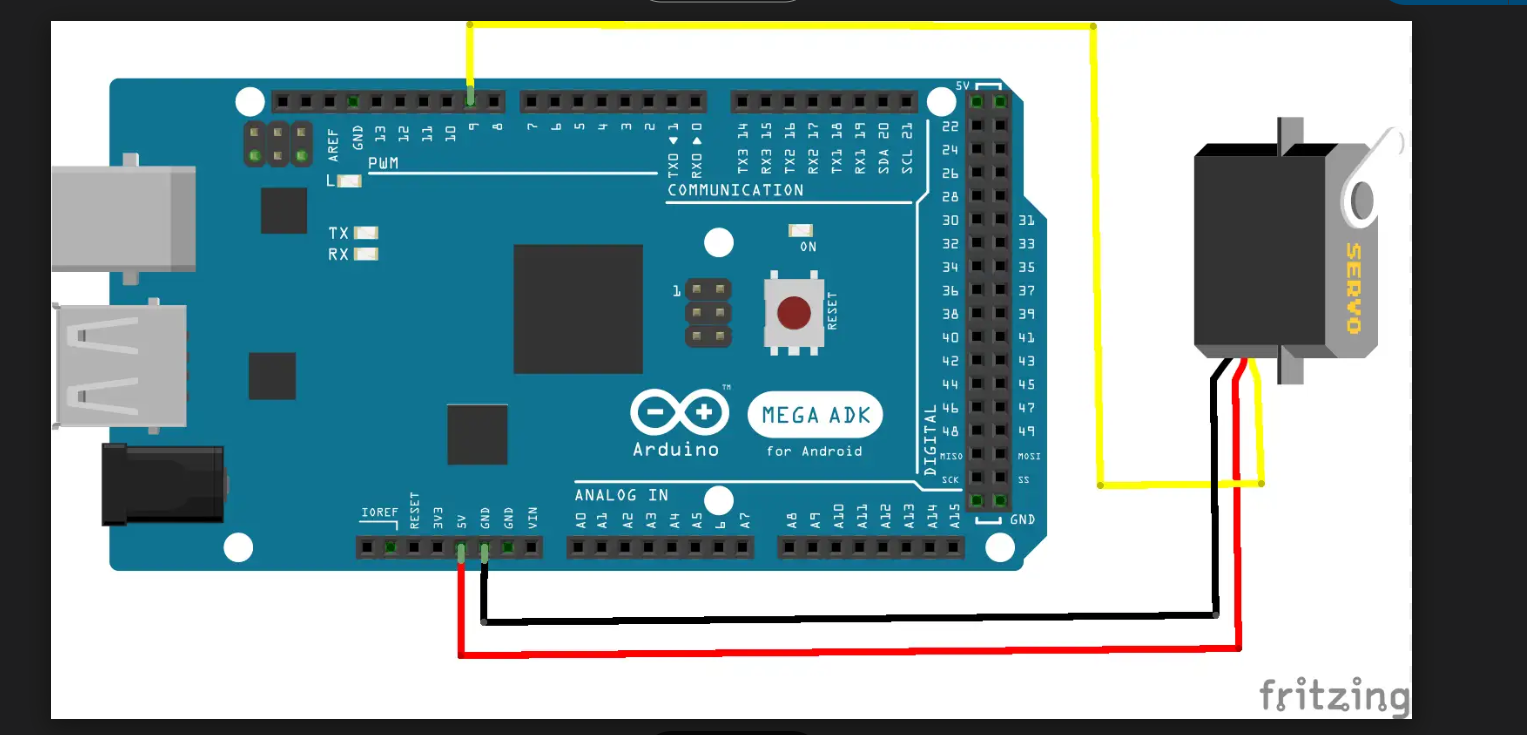 5V
AREF
GND
13
12
11
10
9
8
7
6
5
4
3
2
TX0 ◀ 1
RX0 ▶ 0
TX3 14
RX3 15
TX2 16
RX2 17
TX1 18
RX1 19
SDA 20
SCL 21
PWM
COMMUNICATION
L
TX
RX
ON
1
RESET
22
24
26
28
30 31
32 33
34 35
36 37
38 39
40 41
42 43
44 45
46 47
48 49
MISO MOSI
SCK SS
DIGITAL
GND
SERVO
TM
Arduino
MEGA ADK
for Android
ANALOG IN
IOREF
RESET
3V3
5V
GND
GND
VIN
A0
A1
A2
A3
A4
A5
6
A7
A8
A9
A10
A11
A12
A13
A14
A15
fritzing